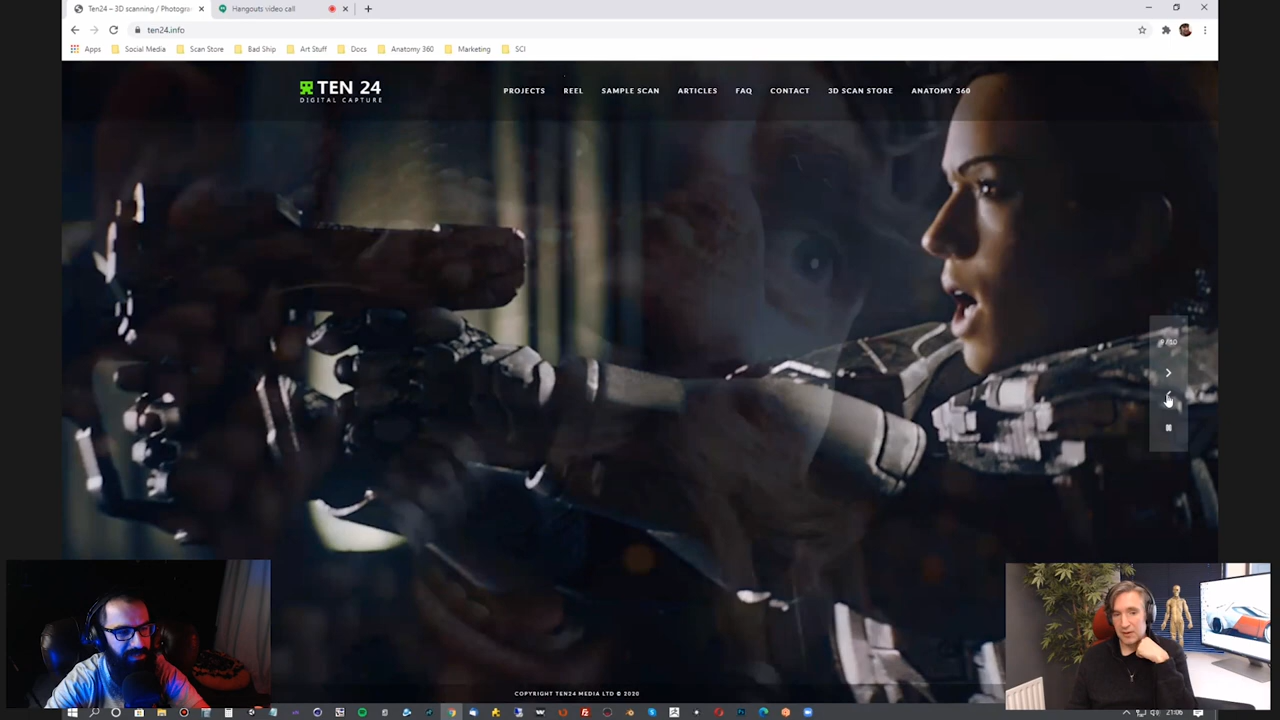 Ten24 – 3D scanning / Photogra
Hangouts video call
ten24.info
Apps
Social Media
Scan Store
Bad Ship
Art Stuff
Docs
Anatomy 360
Marketing
SCI
TEN 24
DIGITAL CAPTURE
PROJECTS
REEL
SAMPLE SCAN
ARTICLES
FAQ
CONTACT
3D SCAN STORE
ANATOMY 360
COPYRIGHT TEN24 MEDIA LTD © 2020
21:06